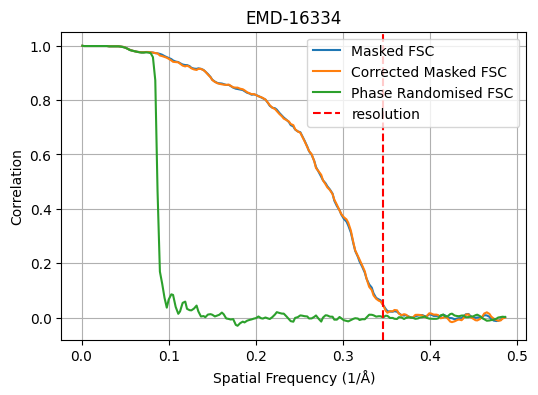 EMD-16334
Masked FSC
Corrected Masked FSC
Phase Randomised FSC
resolution
Correlation
1.0
0.8
0.6
0.4
0.2
0.0
0.0 0.1 0.2 0.3 0.4 0.5
Spatial Frequency (1/Å)